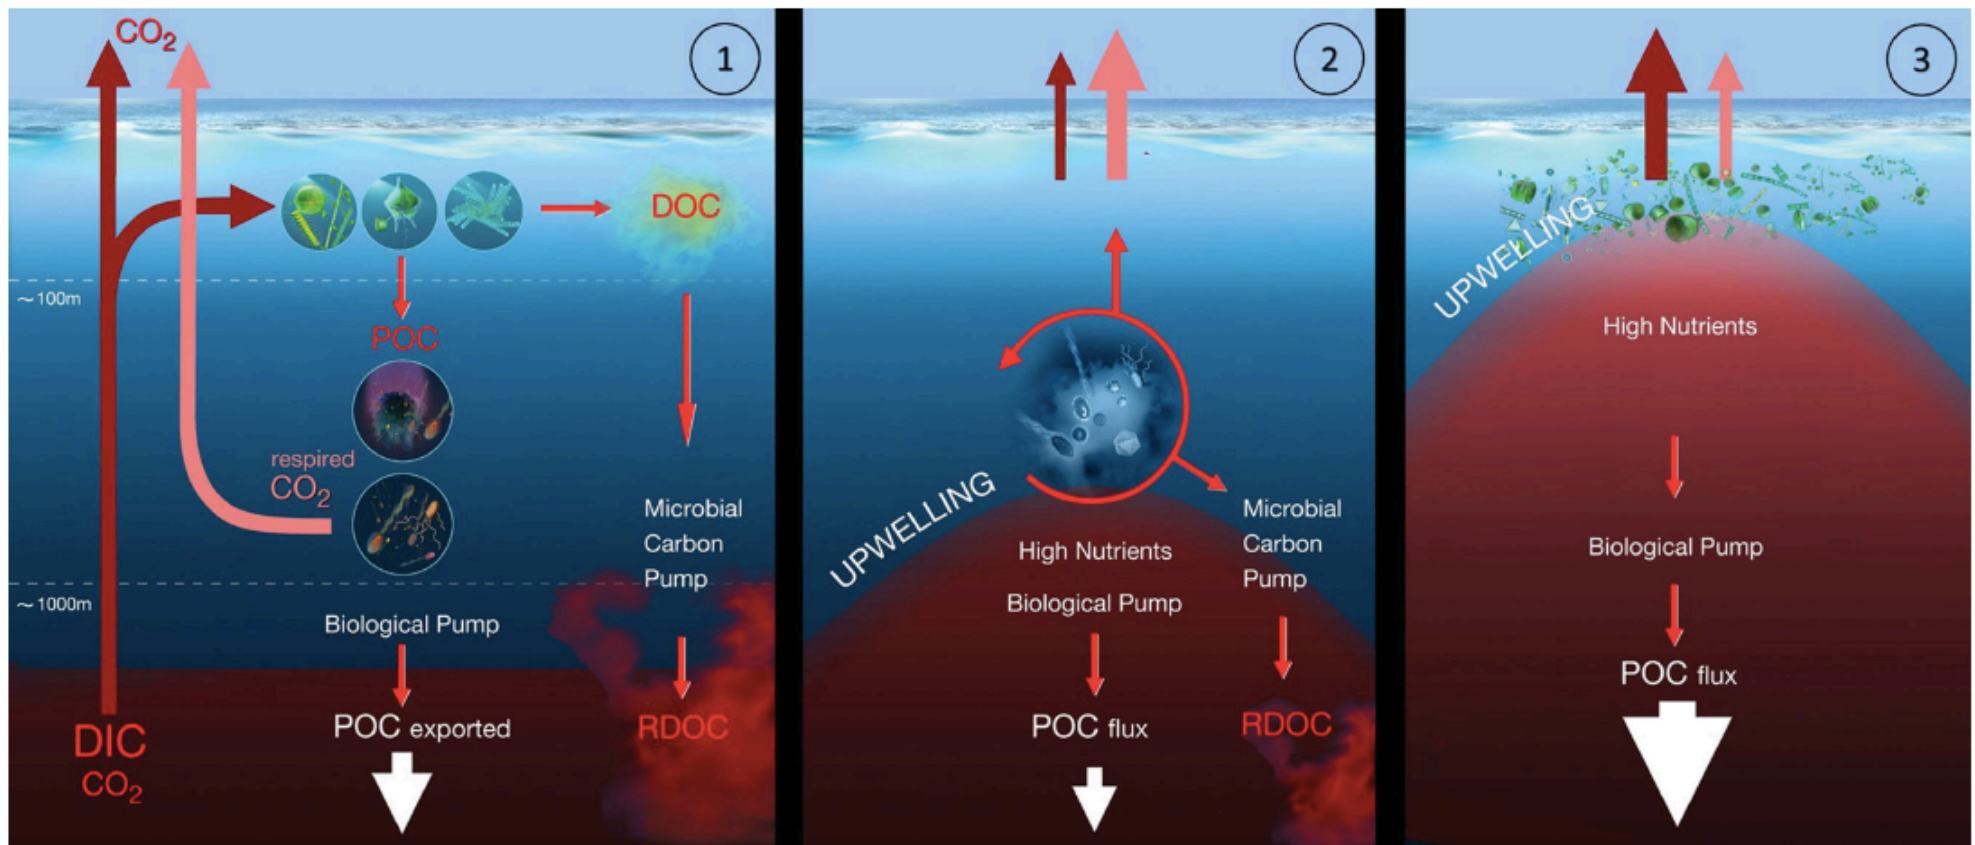 CO₂
1
DOC
~100m
POC
respired
CO₂
Microbial
Carbon
Pump
~1000m
Biological Pump
POC exported
RDOC
DIC
CO₂
2
UPWELLING
High Nutrients
Biological Pump
Microbial
Carbon
Pump
POC flux
RDOC
3
UPWELLING
High Nutrients
Biological Pump
POC flux